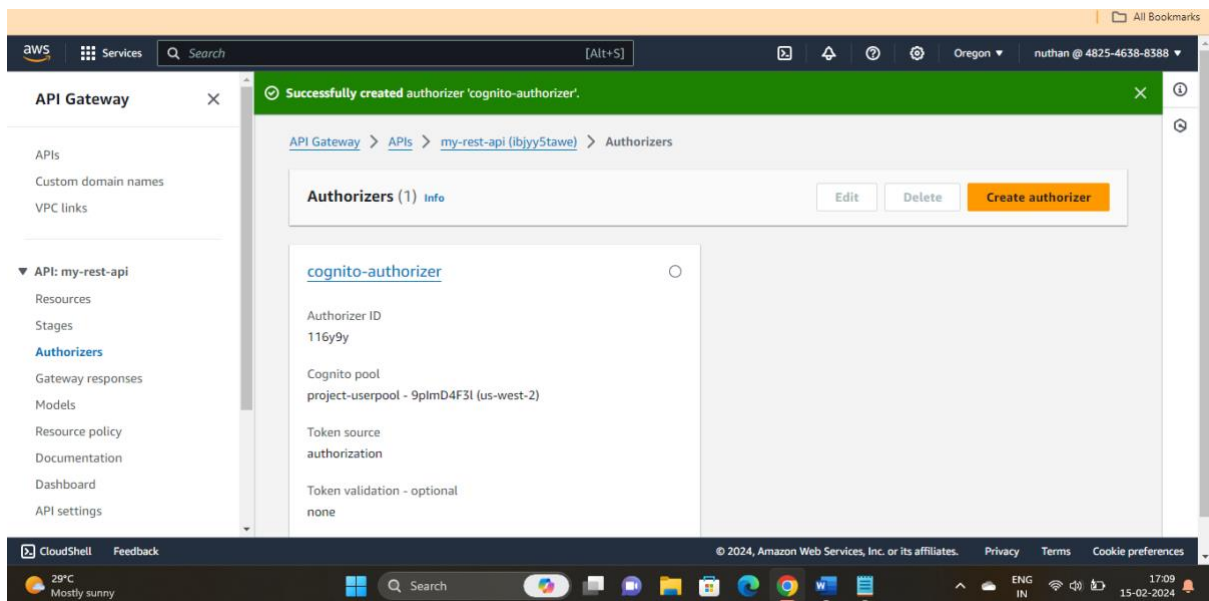 All Bookmarks
aws Services Search [Alt+S] Oregon nuthan @ 4825-4638-8388
API Gateway
APIs
Custom domain names
VPC links
API: my-rest-api
Resources
Stages
Authorizers
Gateway responses
Models
Resource policy
Documentation
Dashboard
API settings
Successfully created authorizer 'cognito-authorizer'.
API Gateway > APIs > my-rest-api (ibjyy5tawe) > Authorizers
Authorizers (1) Info Edit Delete Create authorizer
cognito-authorizer
Authorizer ID
116y9y
Cognito pool
project-userpool - 9pImD4F3l (us-west-2)
Token source
authorization
Token validation - optional
none
CloudShell Feedback © 2024, Amazon Web Services, Inc. or its affiliates. Privacy Terms Cookie preferences
29°C
Mostly sunny
Search
ENG
IN
17:09
15-02-2024